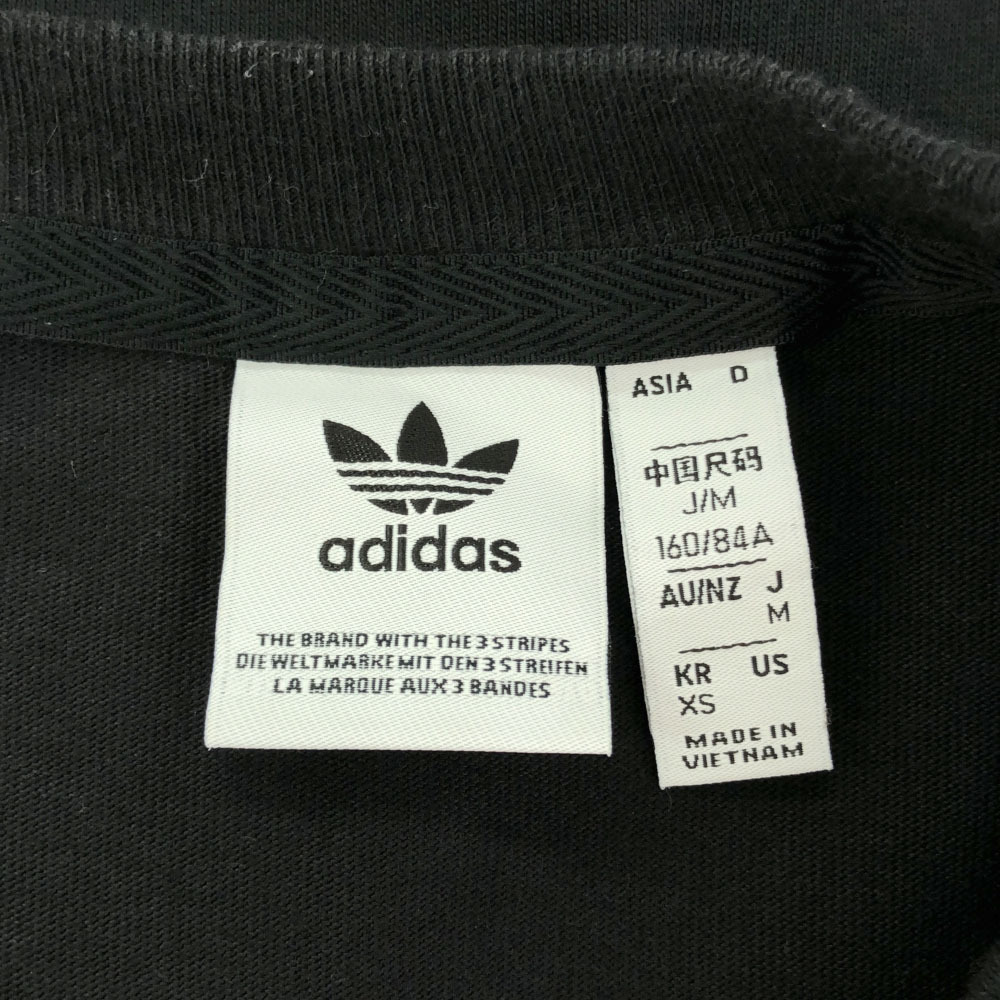 adidas
THE BRAND WITH THE 3 STRIPES
DIE WELTMARKE MIT DEN 3 STREIFEN
LA MARQUE AUX 3 BANDES
ASIA D
中国尺码
J/M
160/84A
AU/NZ J
M
KR US
XS
MADE IN
VIETNAM